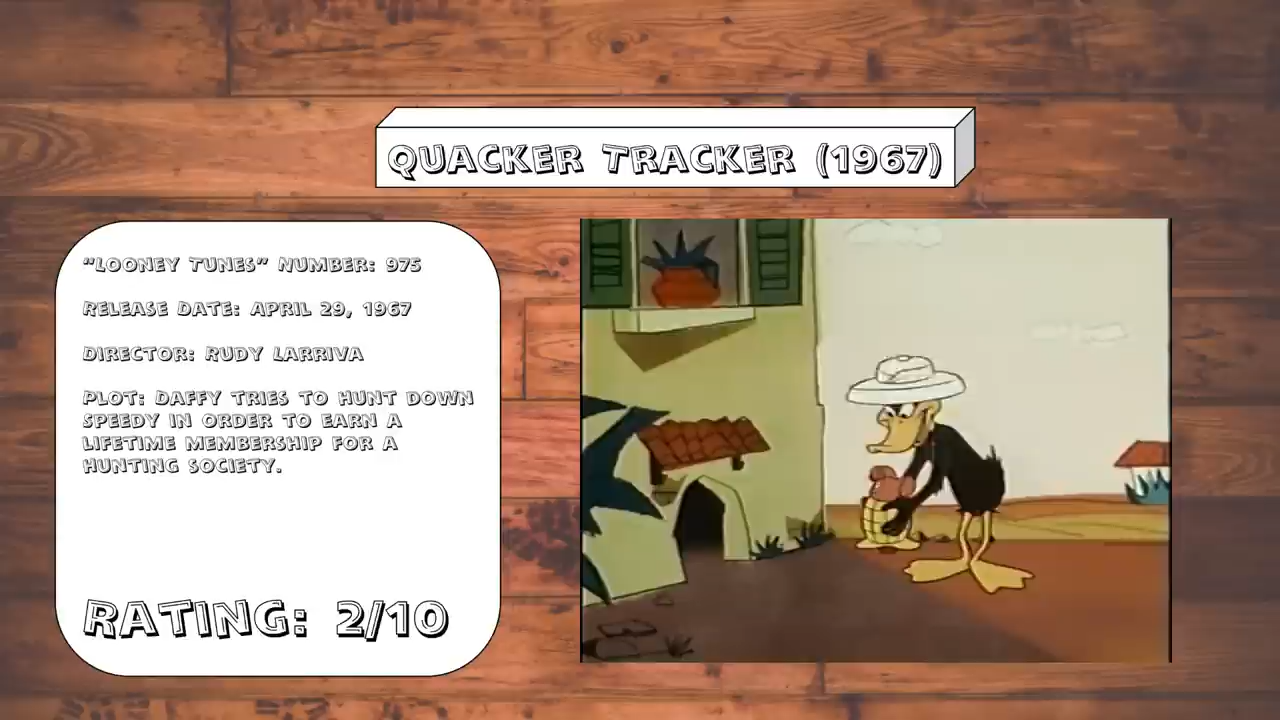 QUACKER TRACKER (1967)
"LOONEY TUNES" NUMBER: 975
RELEASE DATE: APRIL 29, 1967
DIRECTOR: RUDY LARRIVA
PLOT: DAFFY TRIES TO HUNT DOWN
SPEEDY IN ORDER TO EARN A
LIFETIME MEMBERSHIP FOR A
HUNTING SOCIETY.
RATING: 2/10